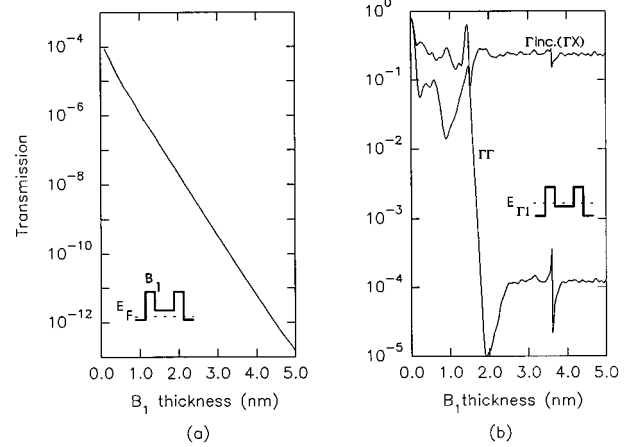 Transmission
10⁻⁴
10⁻⁶
10⁻⁸
10⁻¹⁰
10⁻¹²
B₁
E_F
0.0 1.0 2.0 3.0 4.0 5.0
B₁ thickness (nm)
(a)
10⁰
10⁻¹
10⁻²
10⁻³
10⁻⁴
10⁻⁵
Γinc.(ΓX)
ΓΓ
E_Γ1
0.0 1.0 2.0 3.0 4.0 5.0
B₁thickness (nm)
(b)